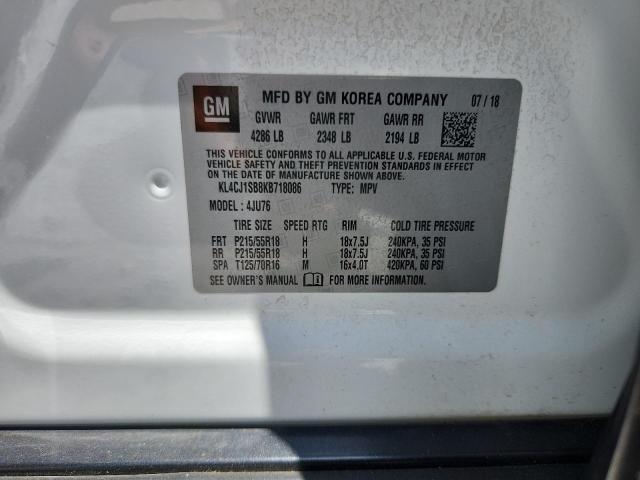 GM MFD BY GM KOREA COMPANY 07 / 18
GVWR GAWR FRT GAWR RR
4286 LB 2348 LB 2194 LB
THIS VEHICLE CONFORMS TO ALL APPLICABLE U.S. FEDERAL MOTOR
VEHICLE SAFETY AND THEFT PREVENTION STANDARDS IN EFFECT ON
THE DATE OF MANUFACTURE SHOWN ABOVE.
KL4CJ1SB8KB718086 TYPE: MPV
MODEL : 4JU76
TIRE SIZE SPEED RTG RIM COLD TIRE PRESSURE
FRT P215/55R18 H 18x7.5J 240KPA, 35 PSI
RR P215/55R18 H 18x7.5J 240KPA, 35 PSI
SPA T125/70R16 M 16x4.0T 420KPA, 60 PSI
SEE OWNER'S MANUAL FOR MORE INFORMATION.